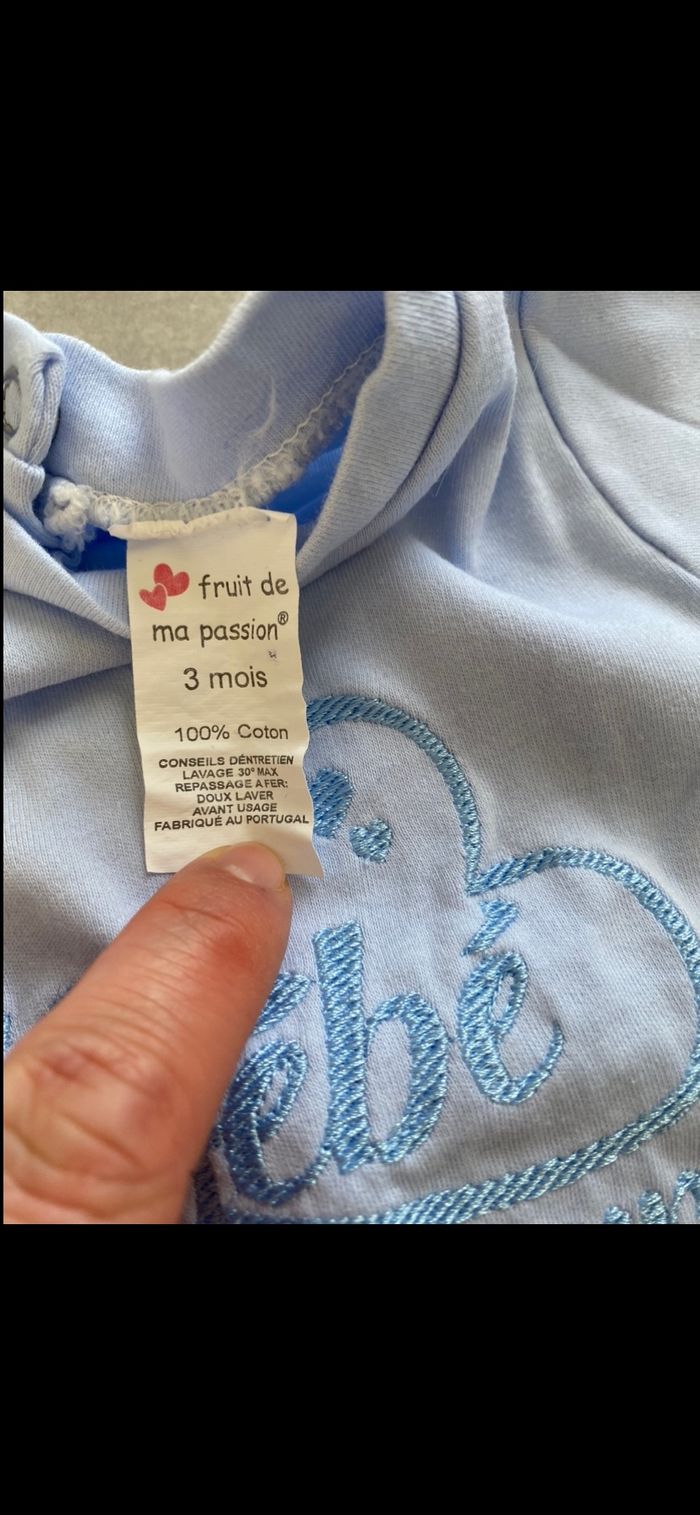 fruit de
ma passion®
3 mois
100% Coton
CONSEILS DÉNTRETIEN
LAVAGE 30° MAX
REPASSAGE A FER:
DOUX LAVER
AVANT USAGE
FABRIQUÉ AU PORTUGAL
ébé